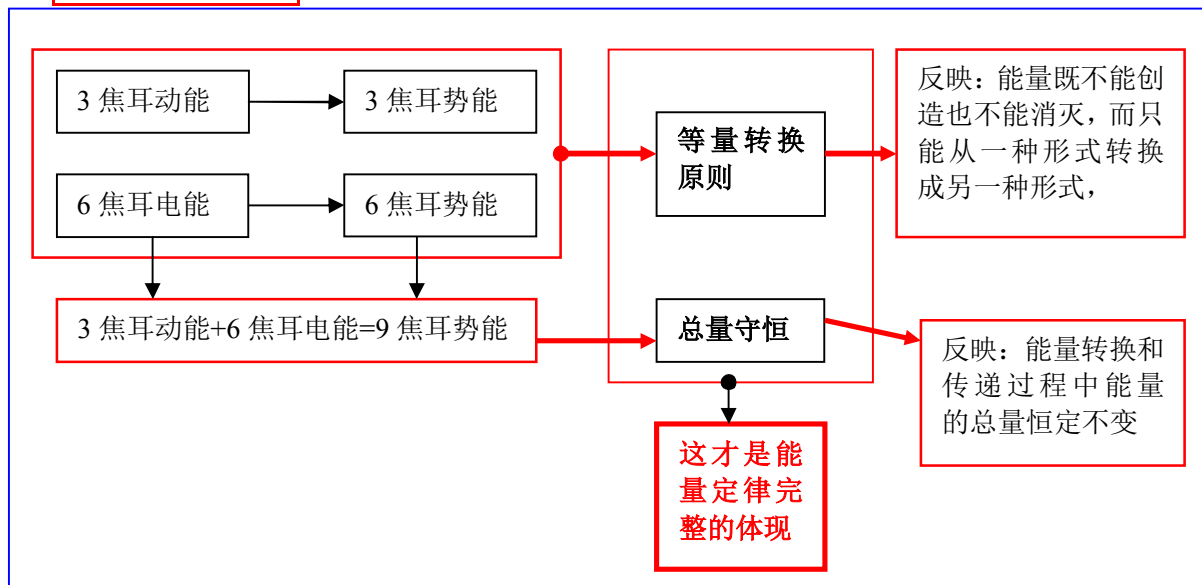 3 焦耳动能
3 焦耳势能
6 焦耳电能
6 焦耳势能
3 焦耳动能+6 焦耳电能=9 焦耳势能
等量转换
原则
总量守恒
这才是能
量定律完
整的体现
反映：能量既不能创
造也不能消灭，而只
能从一种形式转换
成另一种形式，
反映：能量转换和
传递过程中能量
的总量恒定不变